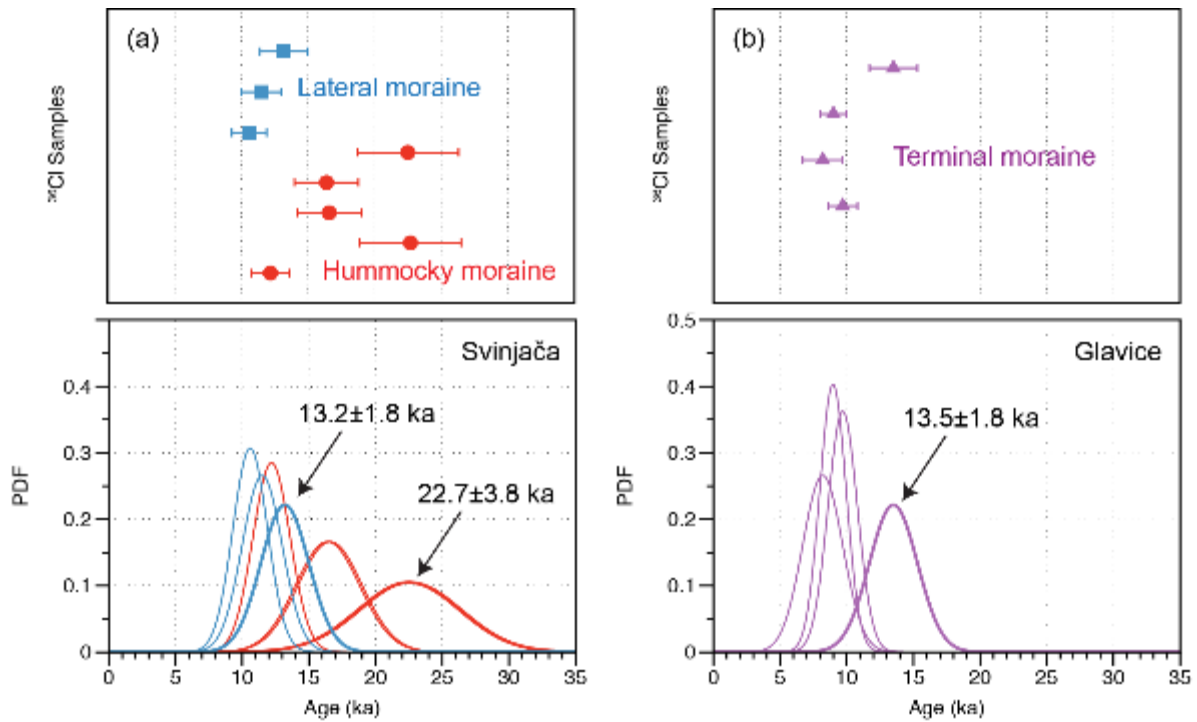 (a)
³⁶Cl Samples
Lateral moraine
Hummocky moraine
(b)
³⁶Cl Samples
Terminal moraine
Svinjača
PDF
0.4
0.3
0.2
0.1
0
13.2±1.8 ka
22.7±3.8 ka
0 5 10 15 20 25 30 35
Age (ka)
Glavice
PDF
0.5
0.4
0.3
0.2
0.1
0
13.5±1.8 ka
0 5 10 15 20 25 30 35
Age (ka)